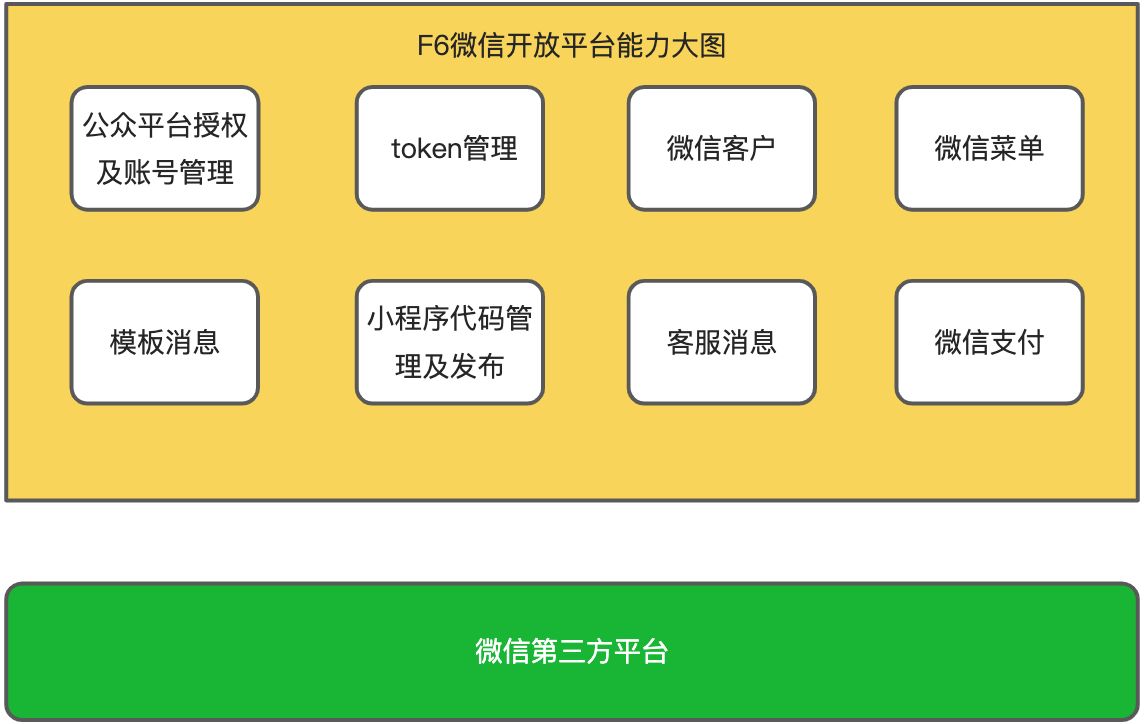 F6微信开放平台能力大图
公众平台授权
及账号管理
token管理
微信客户
微信菜单
模板消息
小程序代码管
理及发布
客服消息
微信支付
微信第三方平台